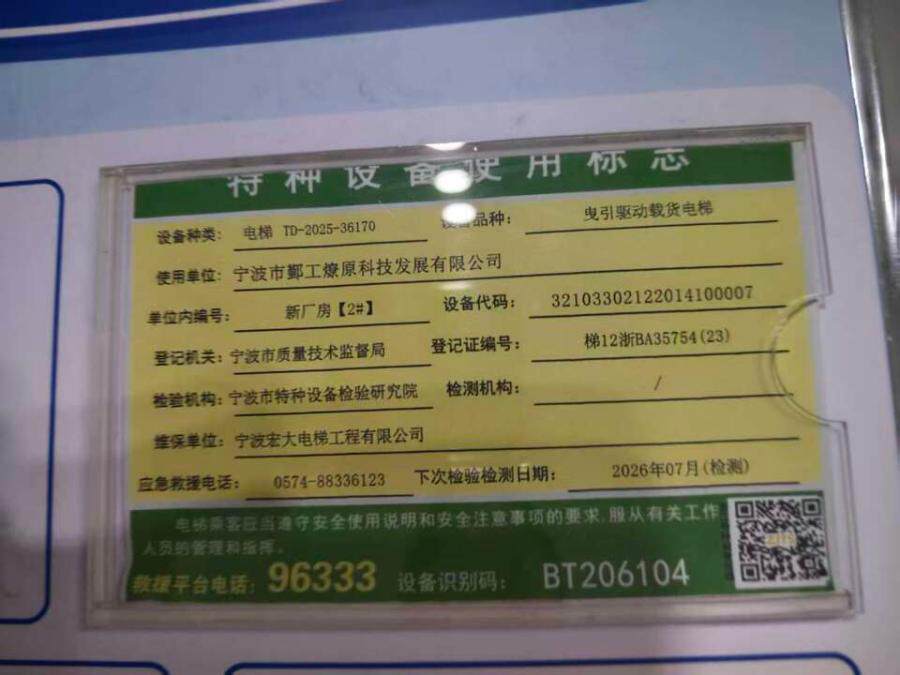 特种设备使用标志
设备种类: 电梯 TD-2025-36170 设备品种: 曳引驱动载货电梯
使用单位: 宁波市鄞工燎原科技发展有限公司
单位内编号: 新厂房【2#】 设备代码: 32103302122014100007
登记机关: 宁波市质量技术监督局 登记证编号: 梯12浙BA35754(23)
检验机构: 宁波市特种设备检验研究院 检测机构: /
维保单位: 宁波宏大电梯工程有限公司
应急救援电话: 0574-88336123 下次检验检测日期: 2026年07月(检测)
电梯乘客应当遵守安全使用说明和安全注意事项的要求,服从有关工作
人员的管理和指挥。
救援平台电话: 96333 设备识别码: BT206104